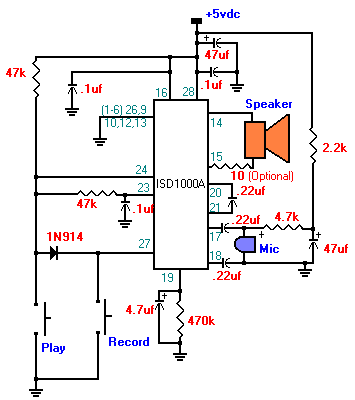 +5vdc
47k
47uf
.1uf
.1uf
16
28
Speaker
(1-6) 26,9
10,12,13
14
2.2k
15
24
ISD1000A
10 (Optional)
23
20
.22uf
47k
.1uf
21
.22uf
4.7k
1N914
27
17
Mic
47uf
18
.22uf
19
4.7uf
470k
Play
Record